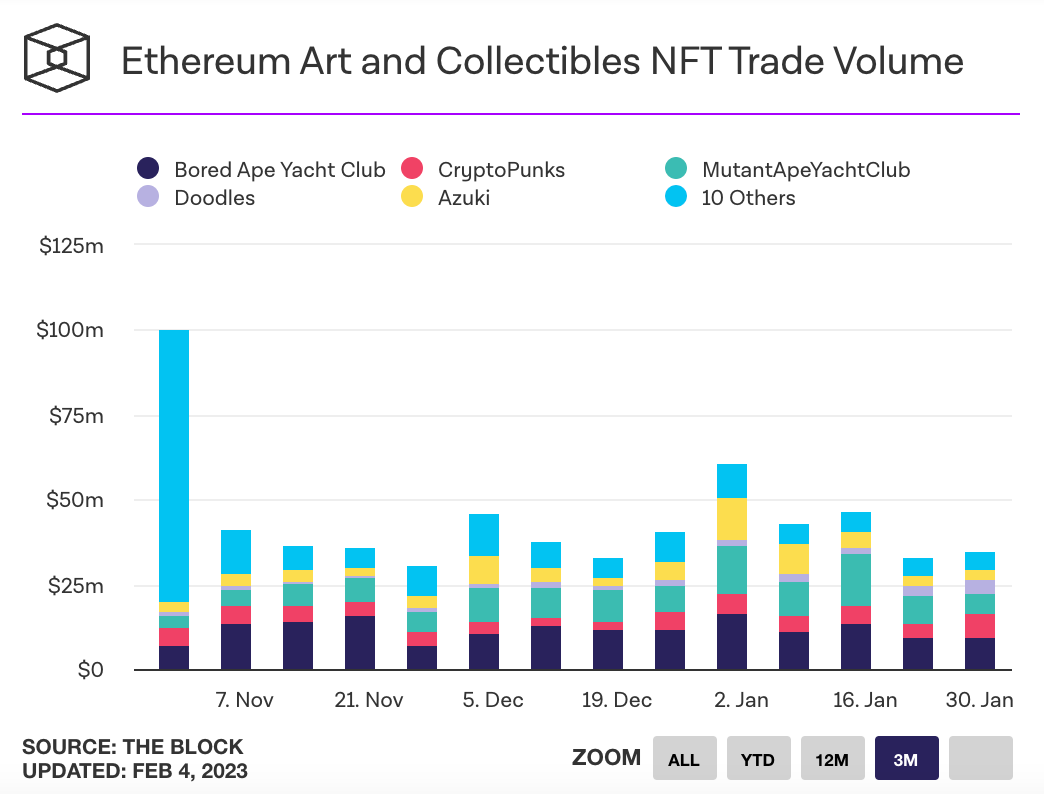 Ethereum Art and Collectibles NFT Trade Volume
Bored Ape Yacht Club CryptoPunks MutantApeYachtClub
Doodles Azuki 10 Others
$125m
$100m
$75m
$50m
$25m
$0
7. Nov 21. Nov 5. Dec 19. Dec 2. Jan 16. Jan 30. Jan
SOURCE: THE BLOCK
UPDATED: FEB 4, 2023
ZOOM ALL YTD 12M 3M